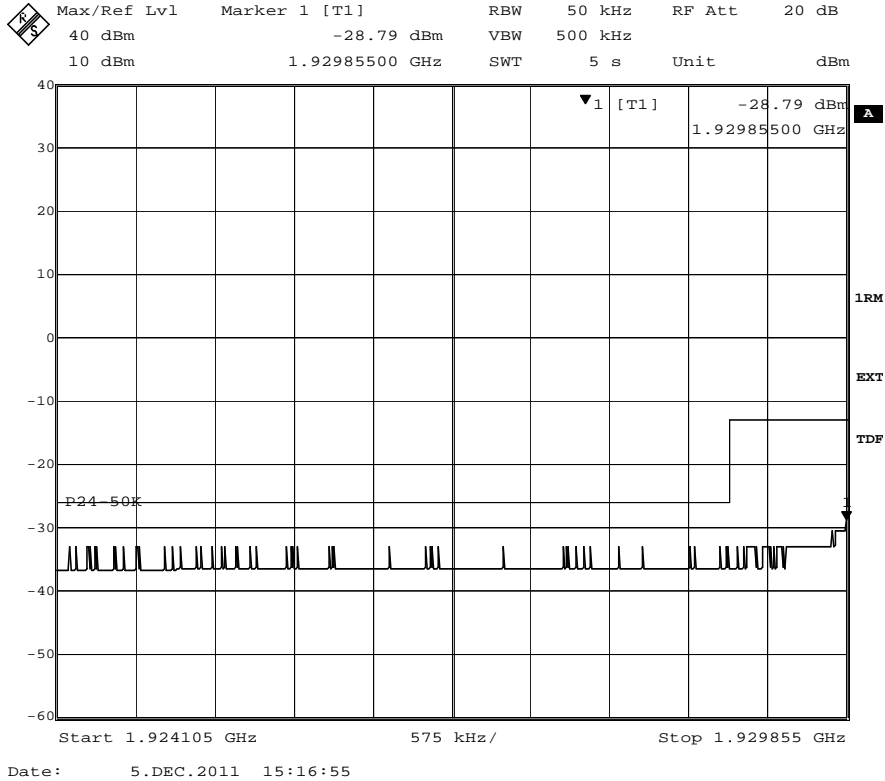 R S
Max/Ref Lvl Marker 1 [T1] RBW 50 kHz RF Att 20 dB
40 dBm -28.79 dBm VBW 500 kHz
10 dBm 1.92985500 GHz SWT 5 s Unit dBm
40
1 [T1] -28.79 dBm
A
1.92985500 GHz
30
20
10
1RM
0
EXT
-10
TDF
-20
P24-50K
1
-30
-40
-50
-60
Start 1.924105 GHz 575 kHz/ Stop 1.929855 GHz
Date: 5.DEC.2011 15:16:55